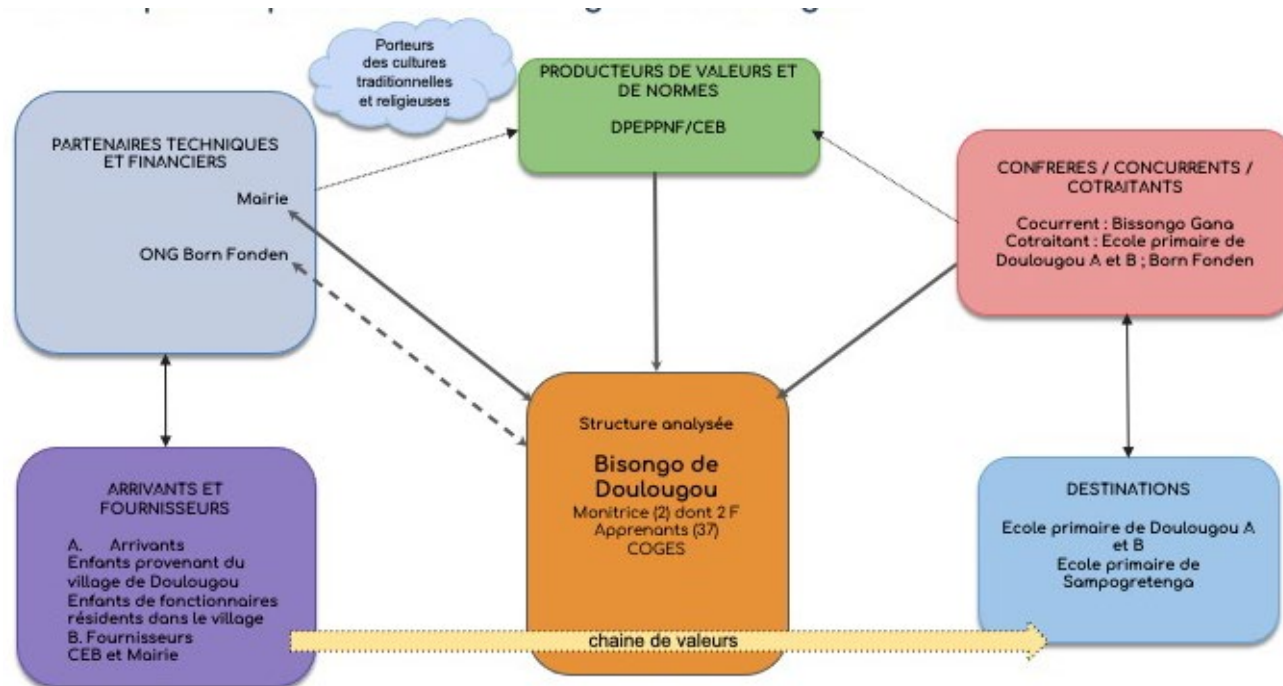 Porteurs
des cultures
traditionnelles
et religieuses
PRODUCTEURS DE VALEURS ET
DE NORMES
DPEPPNF/CEB
PARTENAIRES TECHNIQUES
ET FINANCIERS
Mairie
ONG Born Fonden
CONFRERES / CONCURRENTS /
COTRAITANTS
Cocurrent : Bissongo Gana
Cotraitant : Ecole primaire de
Doulougou A et B ; Born Fonden
Structure analysée
Bisongo de
Doulougou
Monitrice (2) dont 2 F
Apprenants (37)
COGES
ARRIVANTS ET
FOURNISSEURS
A. Arrivants
Enfants provenant du
village de Doulougou
Enfants de fonctionnaires
résidents dans le village
B. Fournisseurs
CEB et Mairie
DESTINATIONS
Ecole primaire de Doulougou A
et B
Ecole primaire de
Sampogretenga
chaine de valeurs